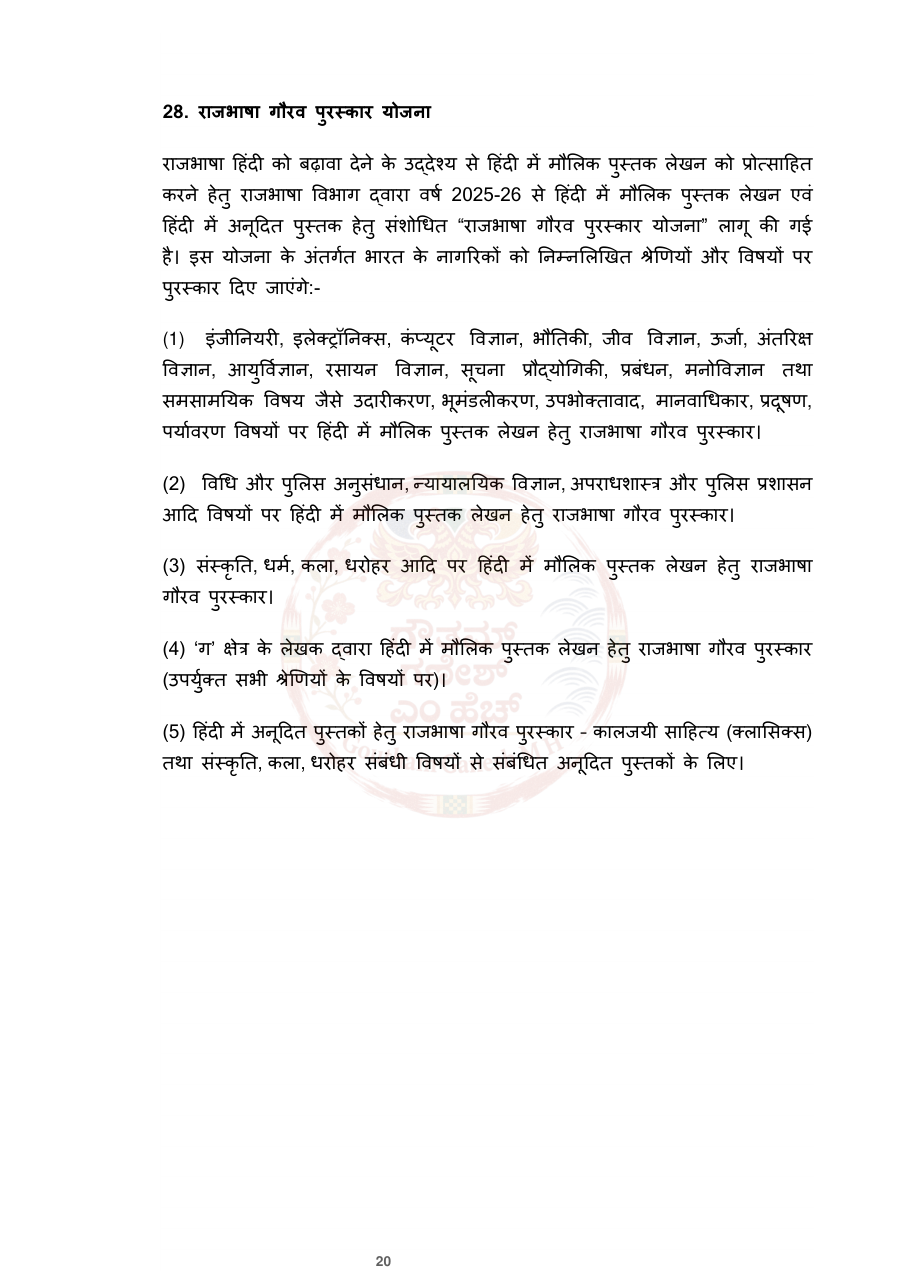 28. राजभाषा गौरव पुरस्कार योजना
राजभाषा हिंदी को बढ़ावा देने के उद्देश्य से हिंदी में मौलिक पुस्तक लेखन को प्रोत्साहित
करने हेतु राजभाषा विभाग द्वारा वर्ष 2025-26 से हिंदी में मौलिक पुस्तक लेखन एवं
हिंदी में अनूदित पुस्तक हेतु संशोधित “राजभाषा गौरव पुरस्कार योजना” लागू की गई
है। इस योजना के अंतर्गत भारत के नागरिकों को निम्नलिखित श्रेणियों और विषयों पर
पुरस्कार दिए जाएंगे:-
(1) इंजीनियरी, इलेक्ट्रॉनिक्स, कंप्यूटर विज्ञान, भौतिकी, जीव विज्ञान, ऊर्जा, अंतरिक्ष
विज्ञान, आयुर्विज्ञान, रसायन विज्ञान, सूचना प्रौद्योगिकी, प्रबंधन, मनोविज्ञान तथा
समसामयिक विषय जैसे उदारीकरण, भूमंडलीकरण, उपभोक्तावाद, मानवाधिकार, प्रदूषण,
पर्यावरण विषयों पर हिंदी में मौलिक पुस्तक लेखन हेतु राजभाषा गौरव पुरस्कार।
(2) विधि और पुलिस अनुसंधान, न्यायालयिक विज्ञान, अपराधशास्त्र और पुलिस प्रशासन
आदि विषयों पर हिंदी में मौलिक पुस्तक लेखन हेतु राजभाषा गौरव पुरस्कार।
(3) संस्कृति, धर्म, कला, धरोहर आदि पर हिंदी में मौलिक पुस्तक लेखन हेतु राजभाषा
गौरव पुरस्कार।
(4) ‘ग’ क्षेत्र के लेखक द्वारा हिंदी में मौलिक पुस्तक लेखन हेतु राजभाषा गौरव पुरस्कार
(उपर्युक्त सभी श्रेणियों के विषयों पर)।
(5) हिंदी में अनूदित पुस्तकों हेतु राजभाषा गौरव पुरस्कार - कालजयी साहित्य (क्लासिक्स)
तथा संस्कृति, कला, धरोहर संबंधी विषयों से संबंधित अनूदित पुस्तकों के लिए।
ಗೌತಮ್
ಗಣೇಶ್
ಎಂ ಹೆಚ್
20